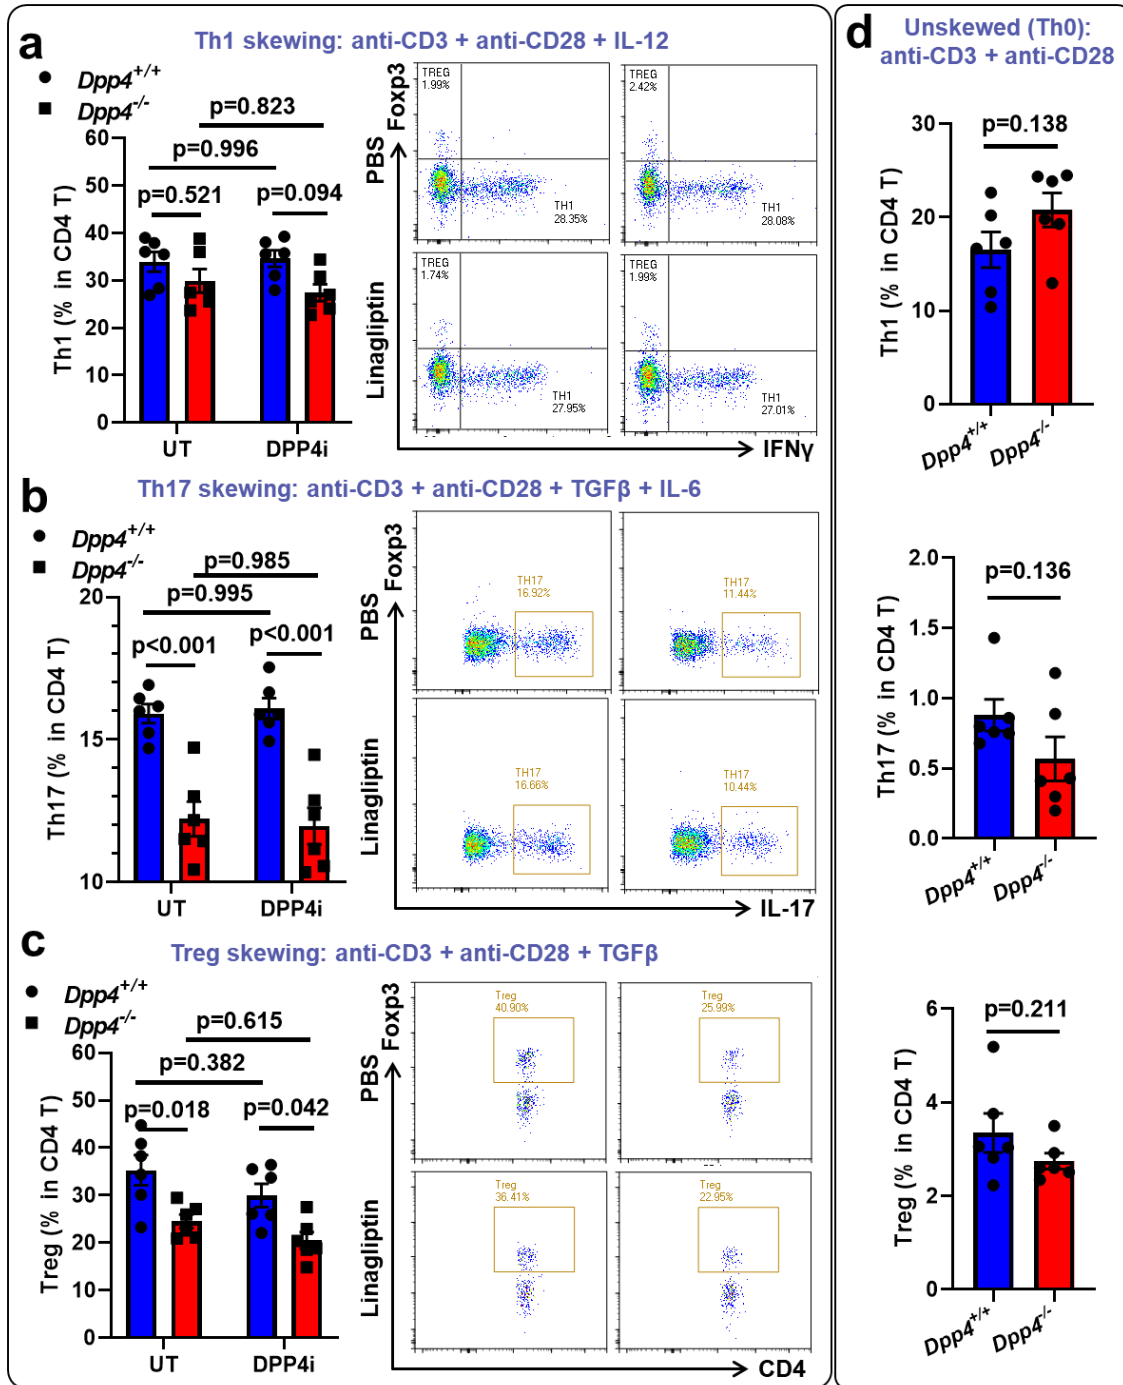 a
Th1 skewing: anti-CD3 + anti-CD28 + IL-12
Dpp4+/+
Dpp4-/-
p=0.823
p=0.996
p=0.521
p=0.094
60
50
40
30
20
10
0
Th1 (% in CD4 T)
UT
DPP4i
Foxp3
PBS
Linagliptin
TREG
1.99%
TH1
28.35%
TREG
2.42%
TH1
28.08%
TREG
1.74%
TH1
27.95%
TREG
1.99%
TH1
27.01%
IFNγ
b
Th17 skewing: anti-CD3 + anti-CD28 + TGFβ + IL-6
Dpp4+/+
Dpp4-/-
p=0.985
p=0.995
p<0.001
p<0.001
20
15
10
Th17 (% in CD4 T)
UT
DPP4i
Foxp3
PBS
Linagliptin
TH17
16.92%
TH17
11.44%
TH17
16.66%
TH17
10.44%
IL-17
c
Treg skewing: anti-CD3 + anti-CD28 + TGFβ
Dpp4+/+
Dpp4-/-
p=0.615
p=0.382
p=0.018
p=0.042
60
50
40
30
20
10
0
Treg (% in CD4 T)
UT
DPP4i
Foxp3
PBS
Linagliptin
Treg
40.90%
Treg
25.99%
Treg
36.41%
Treg
22.95%
CD4
d
Unskewed (Th0):
anti-CD3 + anti-CD28
p=0.138
30
20
10
0
Th1 (% in CD4 T)
Dpp4+/+
Dpp4-/-
p=0.136
2.0
1.5
1.0
0.5
0.0
Th17 (% in CD4 T)
Dpp4+/+
Dpp4-/-
p=0.211
6
4
2
0
Treg (% in CD4 T)
Dpp4+/+
Dpp4-/-